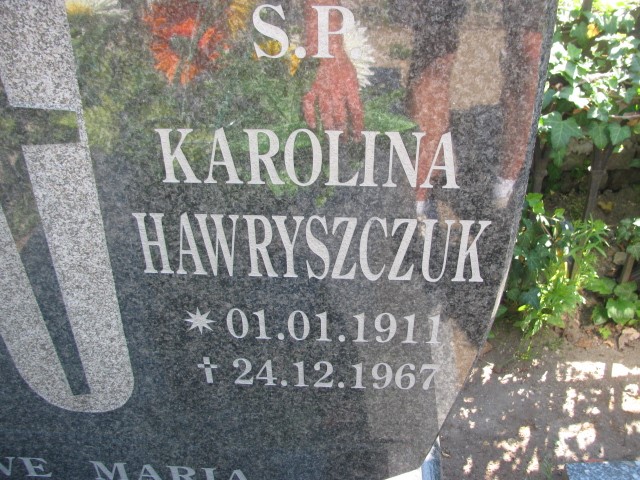 S.P.
KAROLINA
HAWRYSZCZUK
✷ 01.01.1911
† 24.12.1967
MARIA